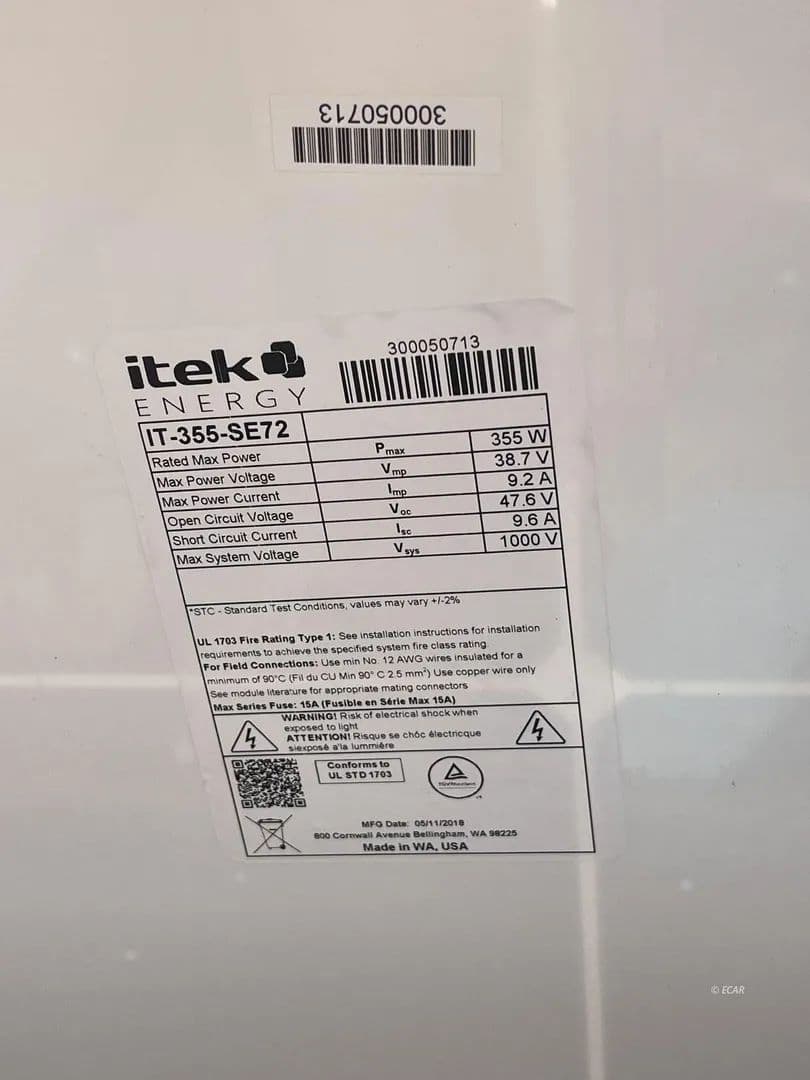 300050713
itek
ENERGY
300050713
IT-355-SE72
Rated Max Power Pmax 355 W
Max Power Voltage Vmp 38.7 V
Max Power Current Imp 9.2 A
Open Circuit Voltage Voc 47.6 V
Short Circuit Current Isc 9.6 A
Max System Voltage Vsys 1000 V
*STC - Standard Test Conditions, values may vary +/-2%
UL 1703 Fire Rating Type 1: See installation instructions for installation
requirements to achieve the specified system fire class rating
For Field Connections: Use min No. 12 AWG wires insulated for a
minimum of 90°C (Fil du CU Min 90° C 2.5 mm²) Use copper wire only
See module literature for appropriate mating connectors
Max Series Fuse: 15A (Fusible en Série Max 15A)
WARNING! Risk of electrical shock when
exposed to light
ATTENTION! Risque se chôc électricque
siexposé a'la lummiére
Conforms to
UL STD 1703
MFG Date: 05/11/2018
800 Cornwall Avenue Bellingham, WA 98225
Made in WA, USA
© ECAR